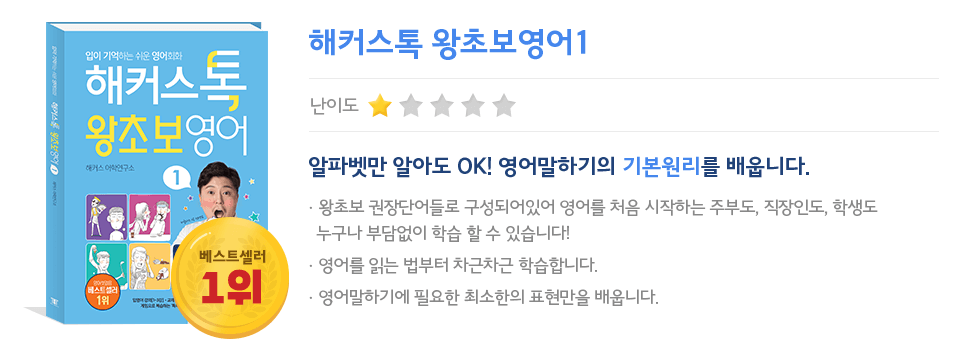 입이 기억하는 쉬운 영어회화
해커스톡
왕초보영어
해커스 어학연구소
1
베스트셀러
1위
베스트셀러
1위
해커스톡 왕초보영어1
난이도
알파벳만 알아도 OK! 영어말하기의 기본원리를 배웁니다.
· 왕초보 권장단어들로 구성되어있어 영어를 처음 시작하는 주부도, 직장인도, 학생도
누구나 부담없이 학습 할 수 있습니다!
· 영어를 읽는 법부터 차근차근 학습합니다.
· 영어말하기에 필요한 최소한의 표현만을 배웁니다.